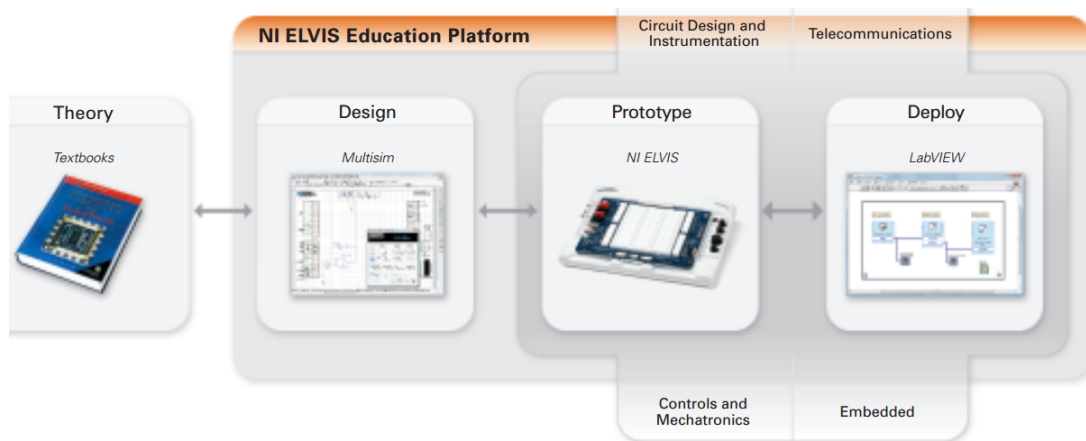 NI ELVIS Education Platform
Circuit Design and
Instrumentation
Telecommunications
Theory
Textbooks
Design
Multisim
Prototype
NI ELVIS
Deploy
LabVIEW
Controls and
Mechatronics
Embedded